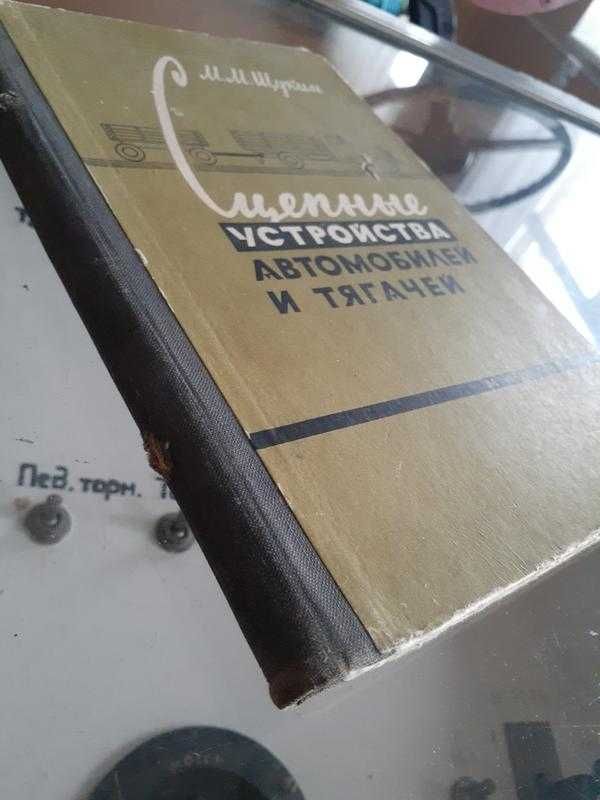 М.М.Щукин
Сцепные
УСТРОЙСТВА
АВТОМОБИЛЕЙ
И ТЯГАЧЕЙ
Пед. торм.